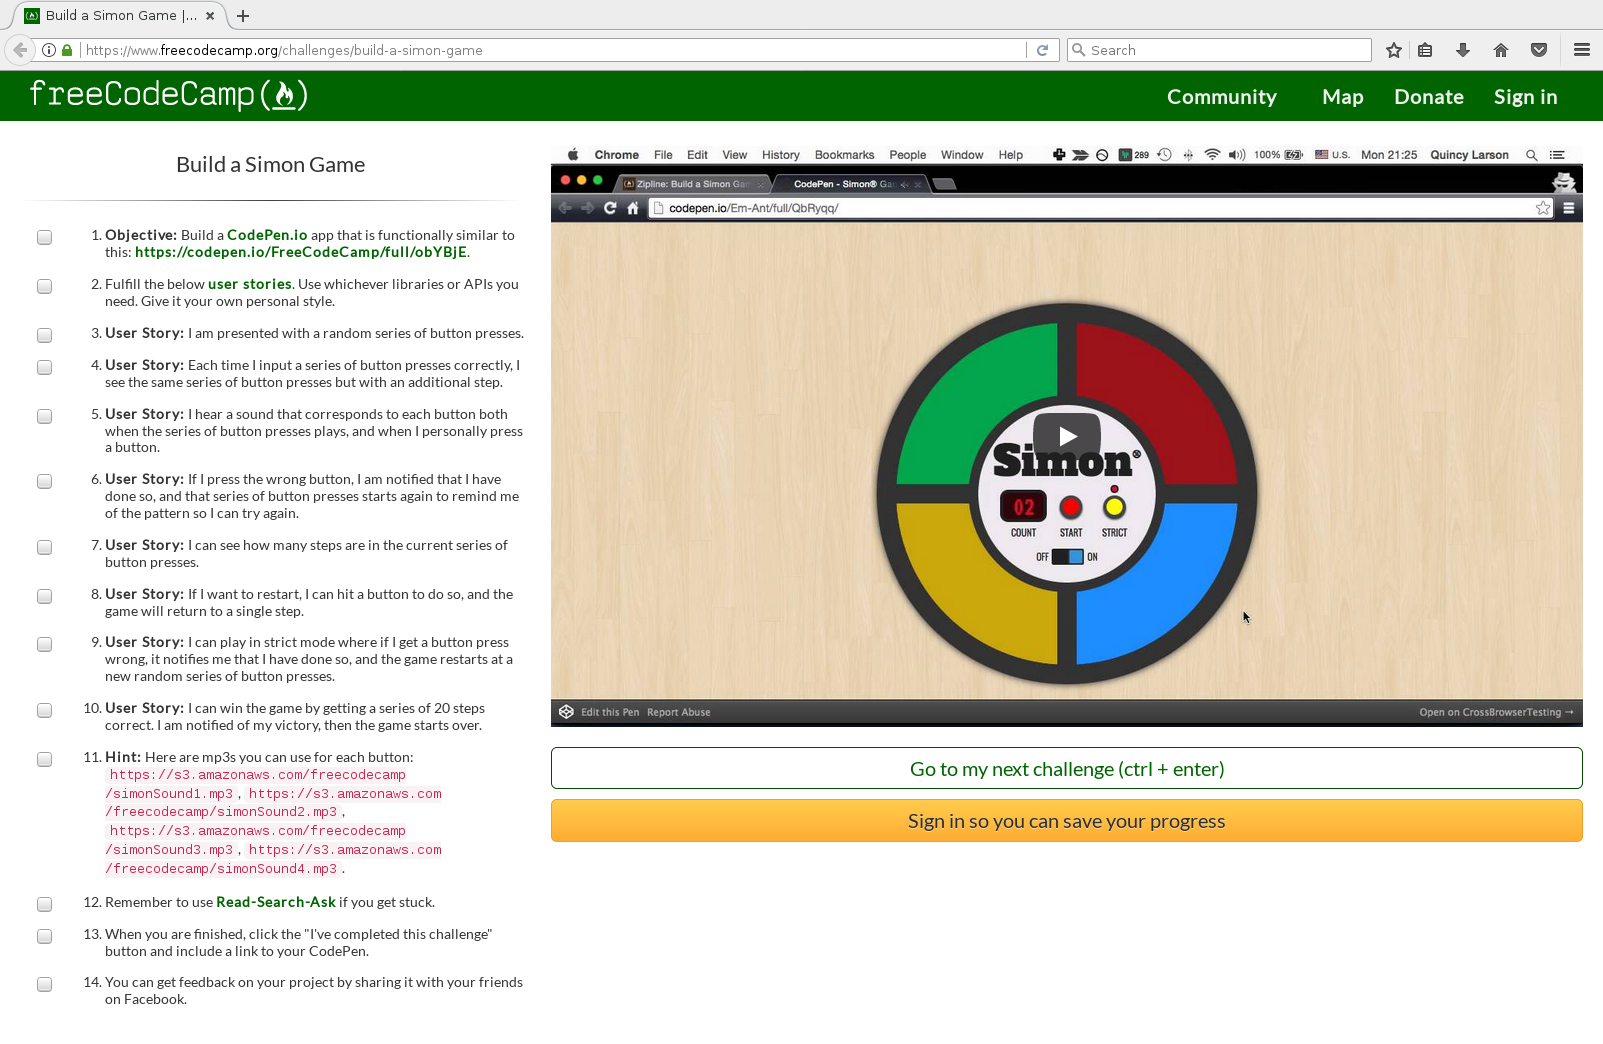 Build a Simon Game |...
https://www.freecodecamp.org/challenges/build-a-simon-game
Search
freeCodeCamp
Community
Map
Donate
Sign in
Build a Simon Game
1. Objective: Build a CodePen.io app that is functionally similar to
this: https://codepen.io/FreeCodeCamp/full/obYBjE.
2. Fulfill the below user stories. Use whichever libraries or APIs you
need. Give it your own personal style.
3. User Story: I am presented with a random series of button presses.
4. User Story: Each time I input a series of button presses correctly, I
see the same series of button presses but with an additional step.
5. User Story: I hear a sound that corresponds to each button both
when the series of button presses plays, and when I personally press
a button.
6. User Story: If I press the wrong button, I am notified that I have
done so, and that series of button presses starts again to remind me
of the pattern so I can try again.
7. User Story: I can see how many steps are in the current series of
button presses.
8. User Story: If I want to restart, I can hit a button to do so, and the
game will return to a single step.
9. User Story: I can play in strict mode where if I get a button press
wrong, it notifies me that I have done so, and the game restarts at a
new random series of button presses.
10. User Story: I can win the game by getting a series of 20 steps
correct. I am notified of my victory, then the game starts over.
11. Hint: Here are mp3s you can use for each button:
https://s3.amazonaws.com/freecodecamp
/simonSound1.mp3, https://s3.amazonaws.com
/freecodecamp/simonSound2.mp3,
https://s3.amazonaws.com/freecodecamp
/simonSound3.mp3, https://s3.amazonaws.com
/freecodecamp/simonSound4.mp3.
12. Remember to use Read-Search-Ask if you get stuck.
13. When you are finished, click the "I've completed this challenge"
button and include a link to your CodePen.
14. You can get feedback on your project by sharing it with your friends
on Facebook.
Chrome File Edit View History Bookmarks People Window Help 289 100% U.S. Mon 21:25 Quincy Larson
Zipline: Build a Simon Gam
CodePen - Simon® Gam
codepen.io/Em-Ant/full/QbRyqq/
Simon®
02
COUNT START STRICT
OFF ON
Edit this Pen Report Abuse
Open on CrossBrowserTesting →
Go to my next challenge (ctrl + enter)
Sign in so you can save your progress